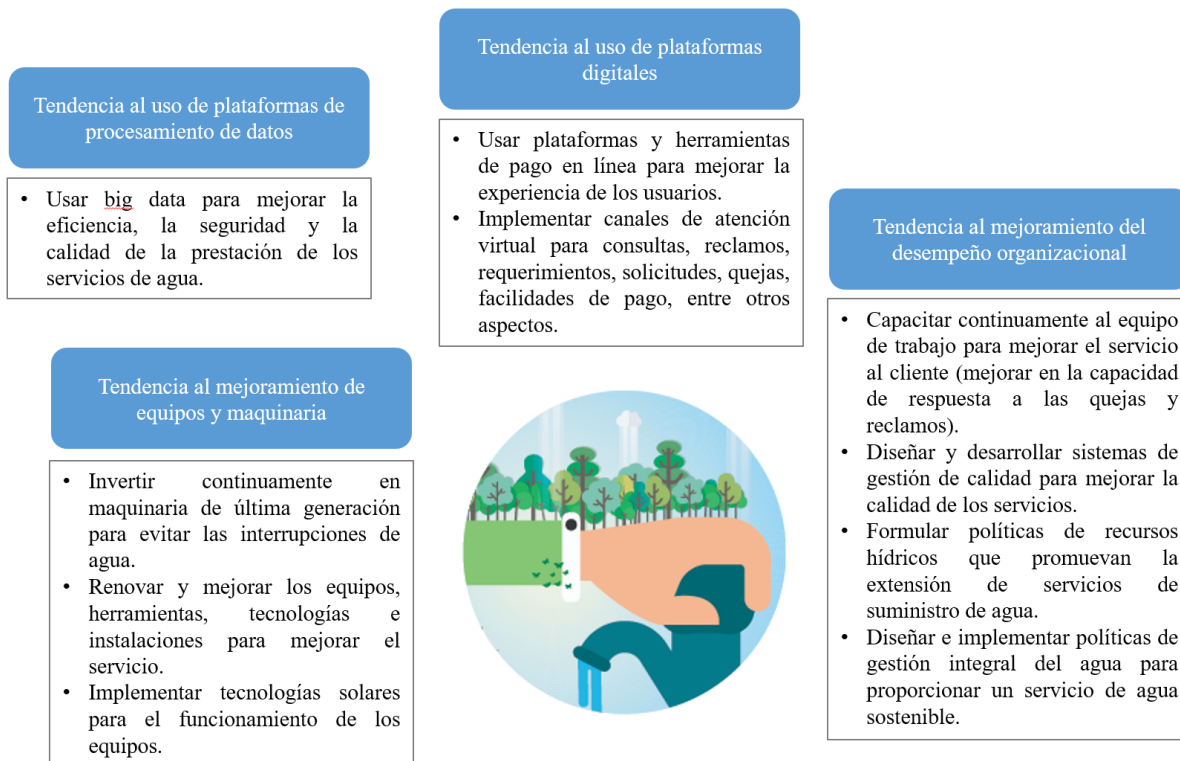 Tendencia al uso de plataformas de
procesamiento de datos
• Usar big data para mejorar la
eficiencia, la seguridad y la
calidad de la prestación de los
servicios de agua.
Tendencia al uso de plataformas
digitales
• Usar plataformas y herramientas
de pago en línea para mejorar la
experiencia de los usuarios.
• Implementar canales de atención
virtual para consultas, reclamos,
requerimientos, solicitudes, quejas,
facilidades de pago, entre otros
aspectos.
Tendencia al mejoramiento del
desempeño organizacional
• Capacitar continuamente al equipo
de trabajo para mejorar el servicio
al cliente (mejorar en la capacidad
de respuesta a las quejas y
reclamos).
• Diseñar y desarrollar sistemas de
gestión de calidad para mejorar la
calidad de los servicios.
• Formular políticas de recursos
hídricos que promuevan la
extensión de servicios de
suministro de agua.
• Diseñar e implementar políticas de
gestión integral del agua para
proporcionar un servicio de agua
sostenible.
Tendencia al mejoramiento de
equipos y maquinaria
• Invertir continuamente en
maquinaria de última generación
para evitar las interrupciones de
agua.
• Renovar y mejorar los equipos,
herramientas, tecnologías e
instalaciones para mejorar el
servicio.
• Implementar tecnologías solares
para el funcionamiento de los
equipos.